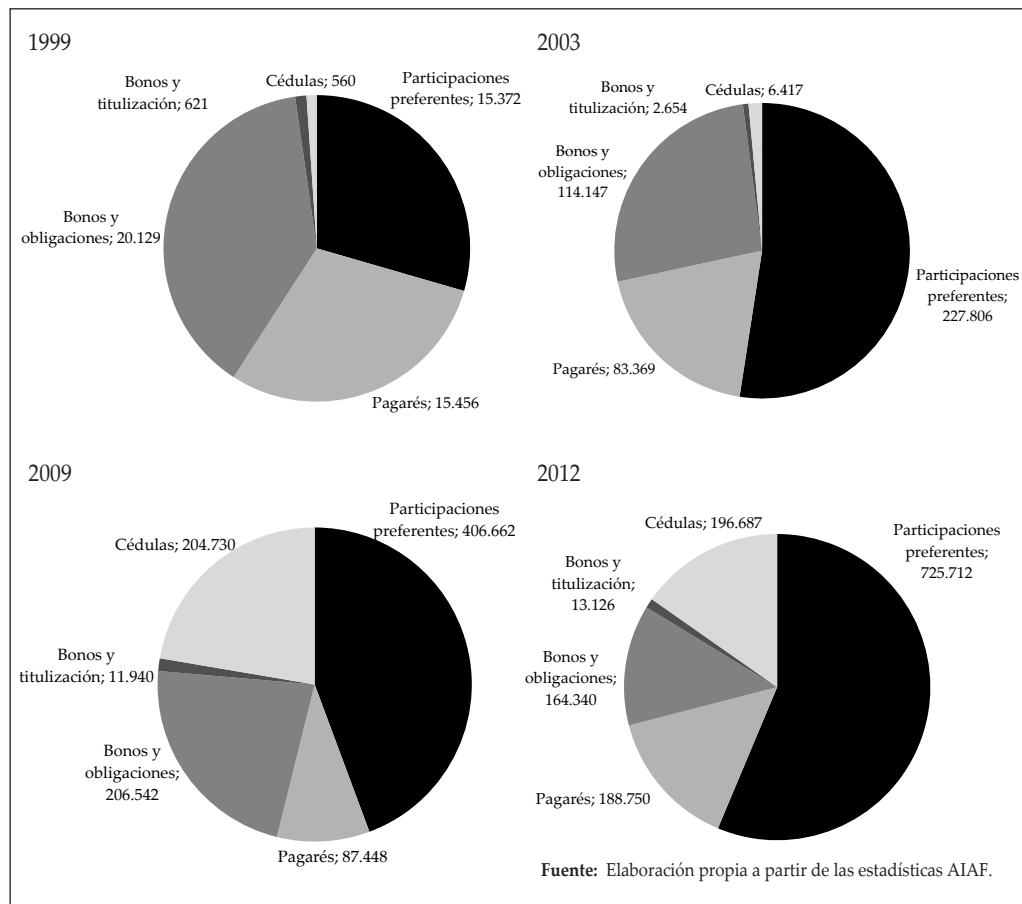 1999
Bonos y
titulización; 621
Cédulas; 560
Participaciones
preferentes; 15.372
Bonos y
obligaciones; 20.129
Pagarés; 15.456
2003
Bonos y
titulización; 2.654
Cédulas; 6.417
Bonos y
obligaciones;
114.147
Participaciones
preferentes;
227.806
Pagarés; 83.369
2009
Participaciones
preferentes; 406.662
Cédulas; 204.730
Bonos y
titulización; 11.940
Bonos y
obligaciones;
206.542
Pagarés; 87.448
2012
Cédulas; 196.687
Participaciones
preferentes;
725.712
Bonos y
titulización;
13.126
Bonos y
obligaciones;
164.340
Pagarés; 188.750
Fuente: Elaboración propia a partir de las estadísticas AIAF.